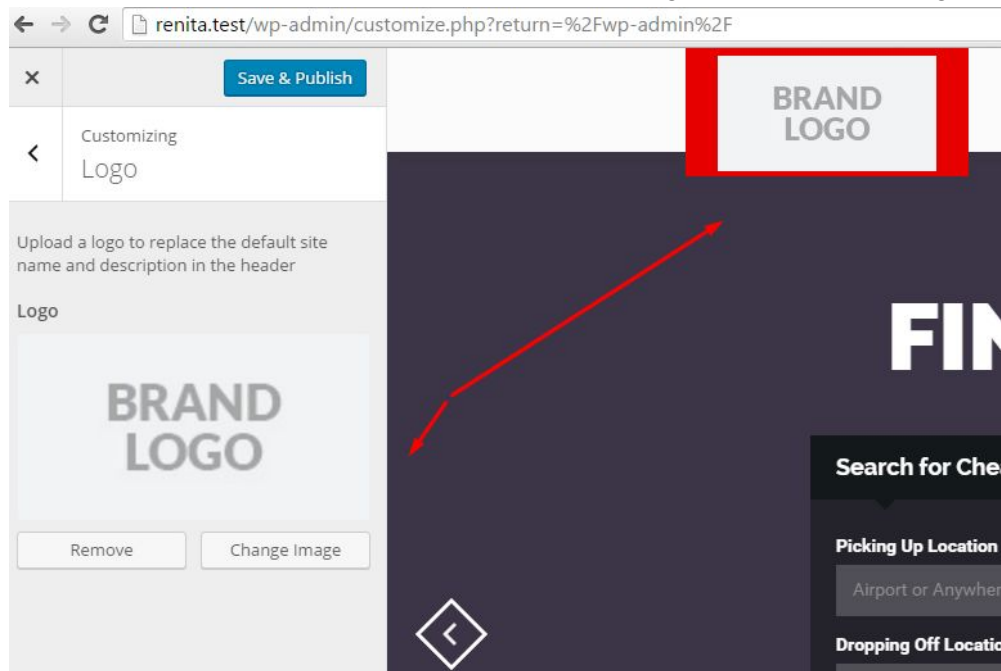 renita.test/wp-admin/customize.php?return=%2Fwp-admin%2F
Save & Publish
Customizing
Logo
Upload a logo to replace the default site
name and description in the header
Logo
BRAND
LOGO
Remove
Change Image
BRAND
LOGO
FIN
Search for Che
Picking Up Location
Airport or Anywher
Dropping Off Locatio